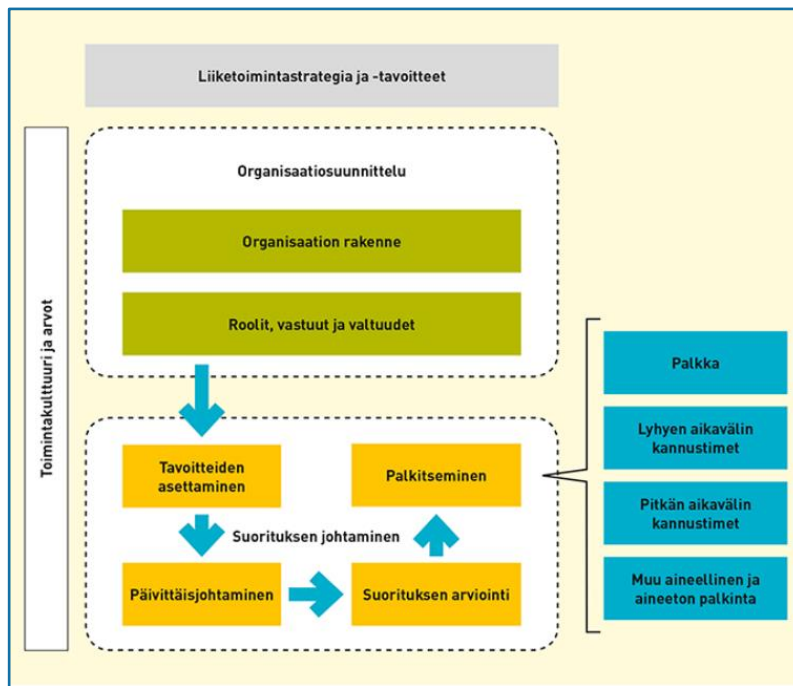 Liiketoimintastrategia ja -tavoitteet
Toimintakulttuuri ja arvot
Organisaatiosuunnittelu
Organisaation rakenne
Roolit, vastuut ja valtuudet
Tavoitteiden
asettaminen
Palkitseminen
Suorituksen johtaminen
Päivittäisjohtaminen
Suorituksen arviointi
Palkka
Lyhyen aikavälin
kannustimet
Pitkän aikavälin
kannustimet
Muu aineellinen ja
aineeton palkinta